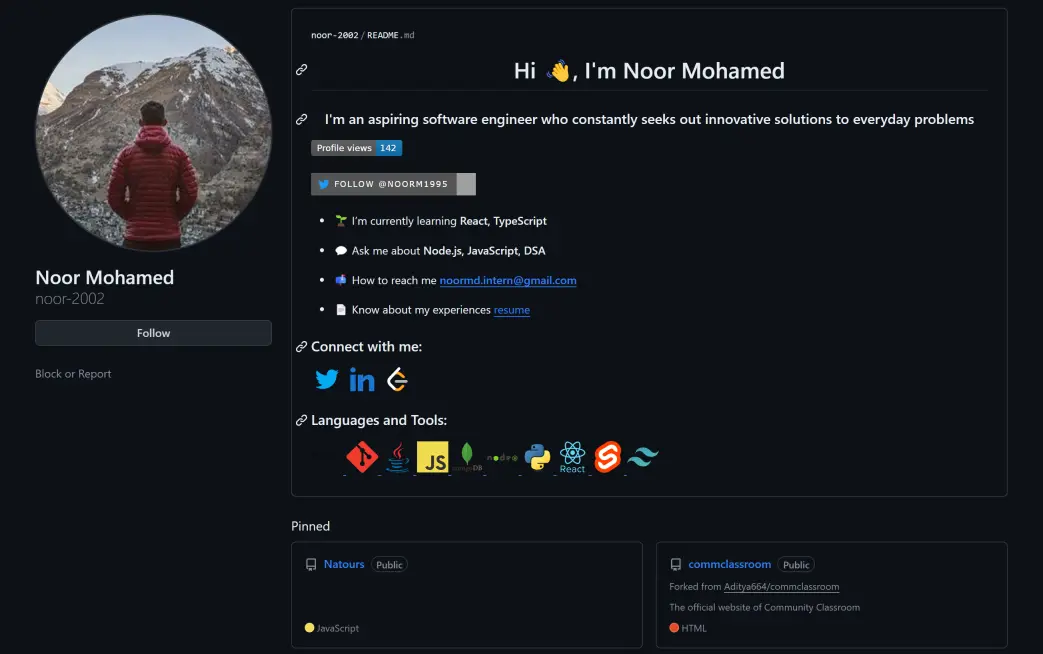 Noor Mohamed
noor-2002
Follow
Block or Report
noor-2002 / README.md
Hi 👋, I'm Noor Mohamed
I'm an aspiring software engineer who constantly seeks out innovative solutions to everyday problems
Profile views 142
FOLLOW @NOORM1995
🌱 I'm currently learning React, TypeScript
💬 Ask me about Node.js, JavaScript, DSA
📫 How to reach me noormd.intern@gmail.com
📄 Know about my experiences resume
Connect with me:
in
Languages and Tools:
JS
mongoDB
node
React
Pinned
Natours Public
JavaScript
commclassroom Public
Forked from Aditya664/commclassroom
The official website of Community Classroom
HTML